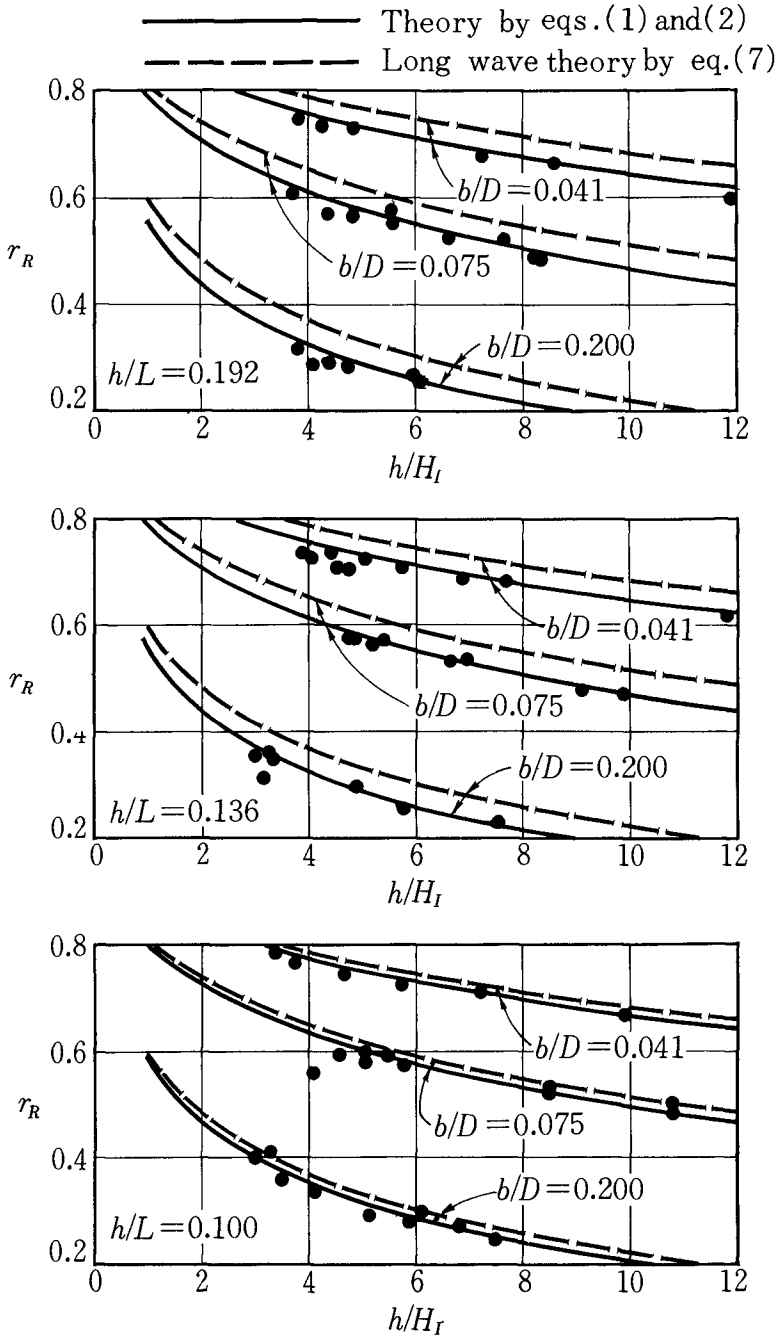 Theory by eqs.(1) and(2)
Long wave theory by eq.(7)
0.8
0.6
0.4
0.2
r_R
b/D=0.041
b/D=0.075
b/D=0.200
h/L=0.192
0 2 4 6 8 10 12
h/H_I
0.8
0.6
0.4
0.2
r_R
b/D=0.041
b/D=0.075
b/D=0.200
h/L=0.136
0 2 4 6 8 10 12
h/H_I
0.8
0.6
0.4
0.2
r_R
b/D=0.041
b/D=0.075
b/D=0.200
h/L=0.100
0 2 4 6 8 10 12
h/H_I